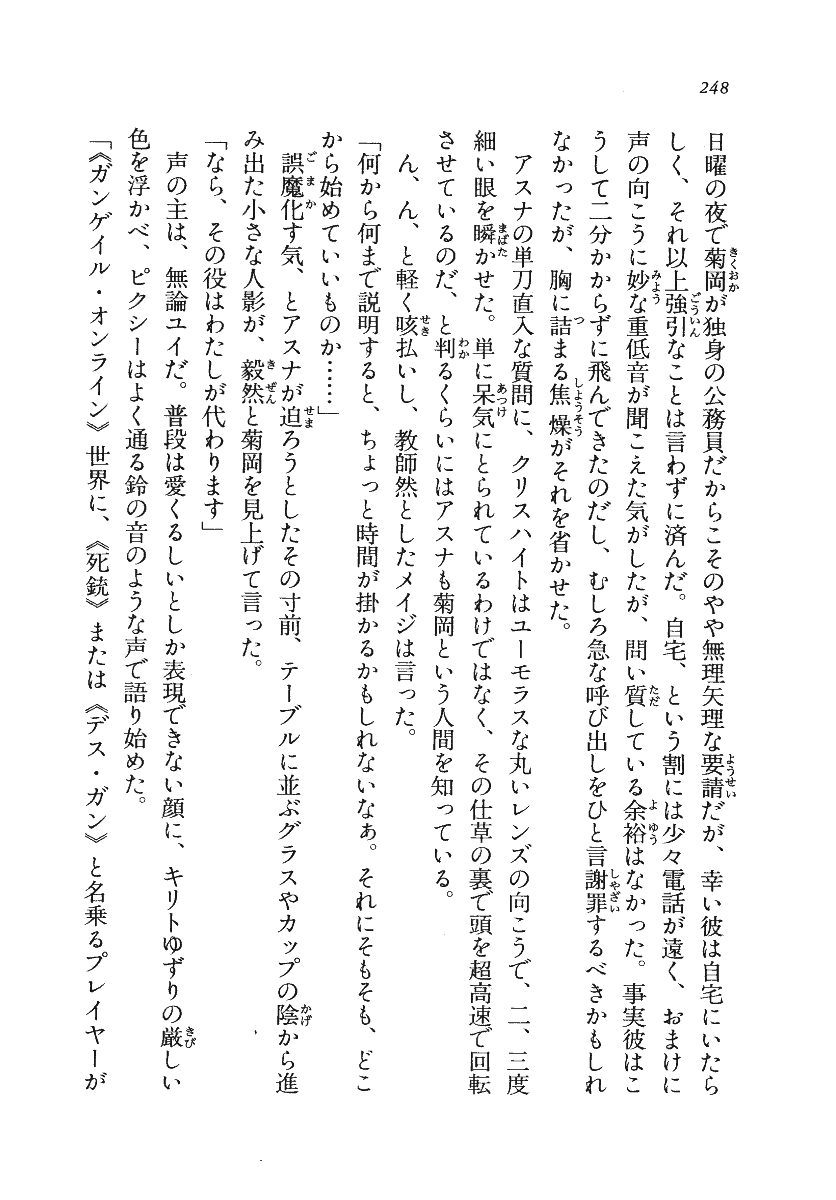 248
日曜の夜で菊岡が独身の公務員だからこそのやや無理矢理な要請だが、幸い彼は自宅にいたら
しく、それ以上強引なことは言わずに済んだ。自宅、という割には少々電話が遠く、おまけに
声の向こうに妙な重低音が聞こえた気がしたが、問い質している余裕はなかった。事実彼はこ
うして二分かからずに飛んできたのだし、むしろ急な呼び出しをひと言謝罪するべきかもしれ
なかったが、胸に詰まる焦燥がそれを省かせた。
アスナの単刀直入な質問に、クリスハイトはユーモラスな丸いレンズの向こうで、二、三度
細い眼を瞬かせた。単に呆気にとられているわけではなく、その仕草の裏で頭を超高速で回転
させているのだ、と判るくらいにはアスナも菊岡という人間を知っている。
ん、ん、と軽く咳払いし、教師然としたメイジは言った。
「何から何まで説明すると、ちょっと時間が掛かるかもしれないなぁ。それにそもそも、どこ
から始めていいものか……」
誤魔化す気、とアスナが迫ろうとしたその寸前、テーブルに並ぶグラスやカップの陰から進
み出た小さな人影が、毅然と菊岡を見上げて言った。
「なら、その役はわたしが代わります」
声の主は、無論ユイだ。普段は愛くるしいとしか表現できない顔に、キリトゆずりの厳しい
色を浮かべ、ピクシーはよく通る鈴の音のような声で語り始めた。
「《ガンゲイル・オンライン》世界に、《死銃》または《デス・ガン》と名乗るプレイヤーが